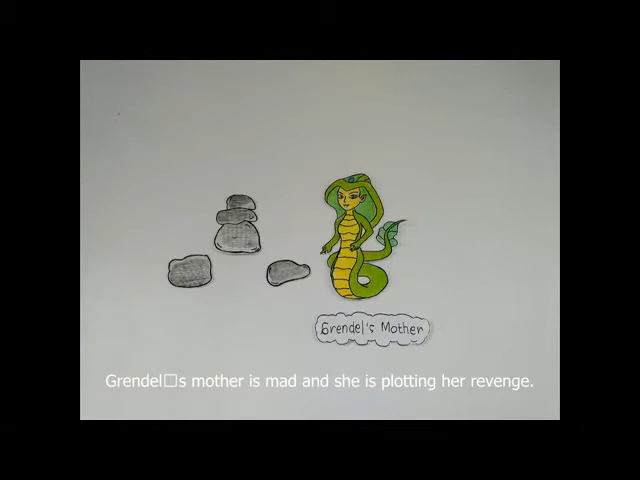 Grendel's Mother
Grendel□s mother is mad and she is plotting her revenge.